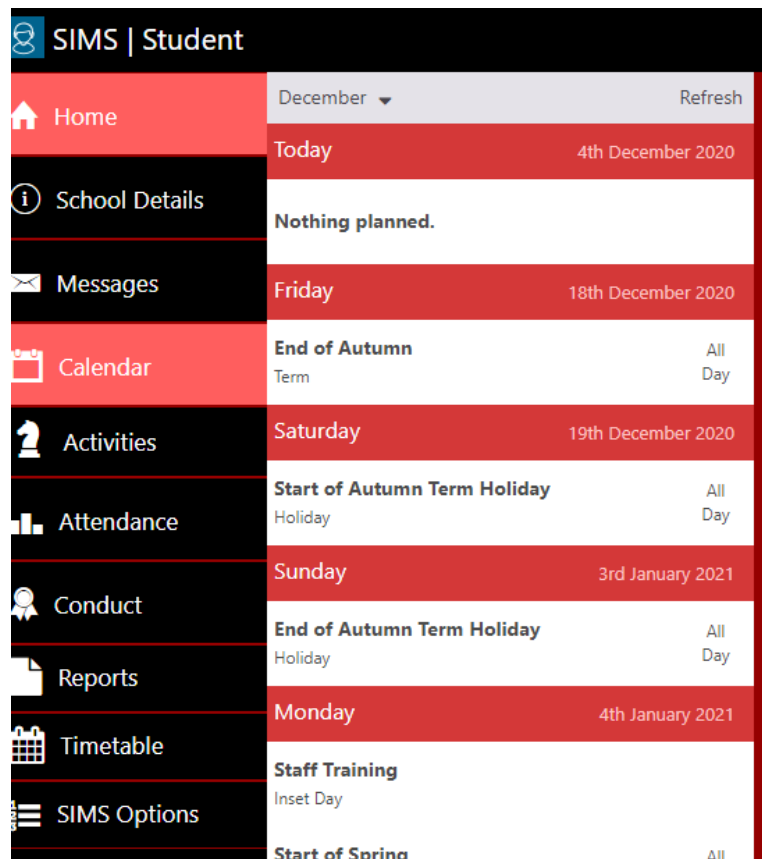 SIMS | Student
Home
School Details
Messages
Calendar
Activities
Attendance
Conduct
Reports
Timetable
SIMS Options
December Refresh
Today 4th December 2020
Nothing planned.
Friday 18th December 2020
End of Autumn All
Term Day
Saturday 19th December 2020
Start of Autumn Term Holiday All
Holiday Day
Sunday 3rd January 2021
End of Autumn Term Holiday All
Holiday Day
Monday 4th January 2021
Staff Training
Inset Day
Start of Spring All